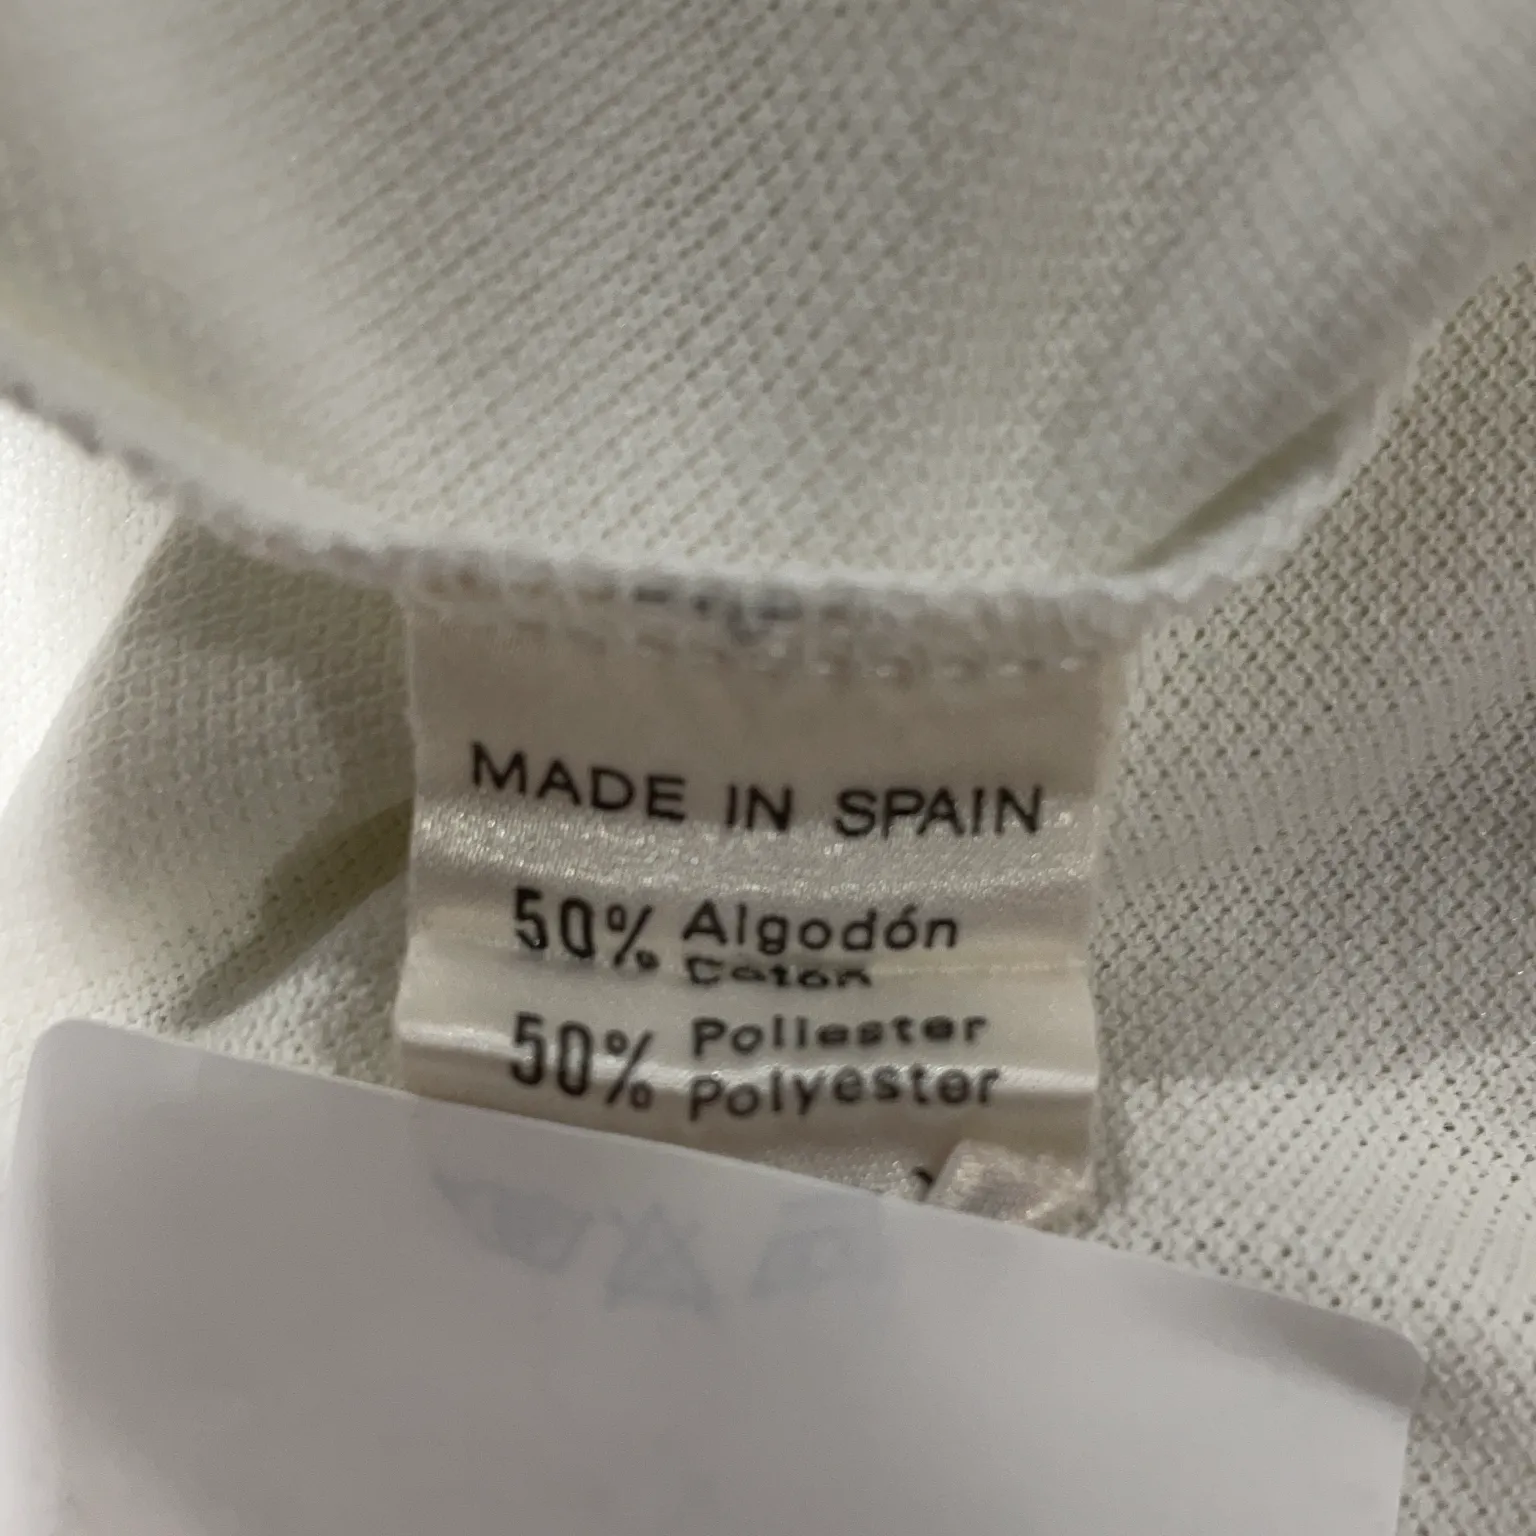 MADE IN SPAIN
50% Algodón
Coton
50% Poliester
Polyester